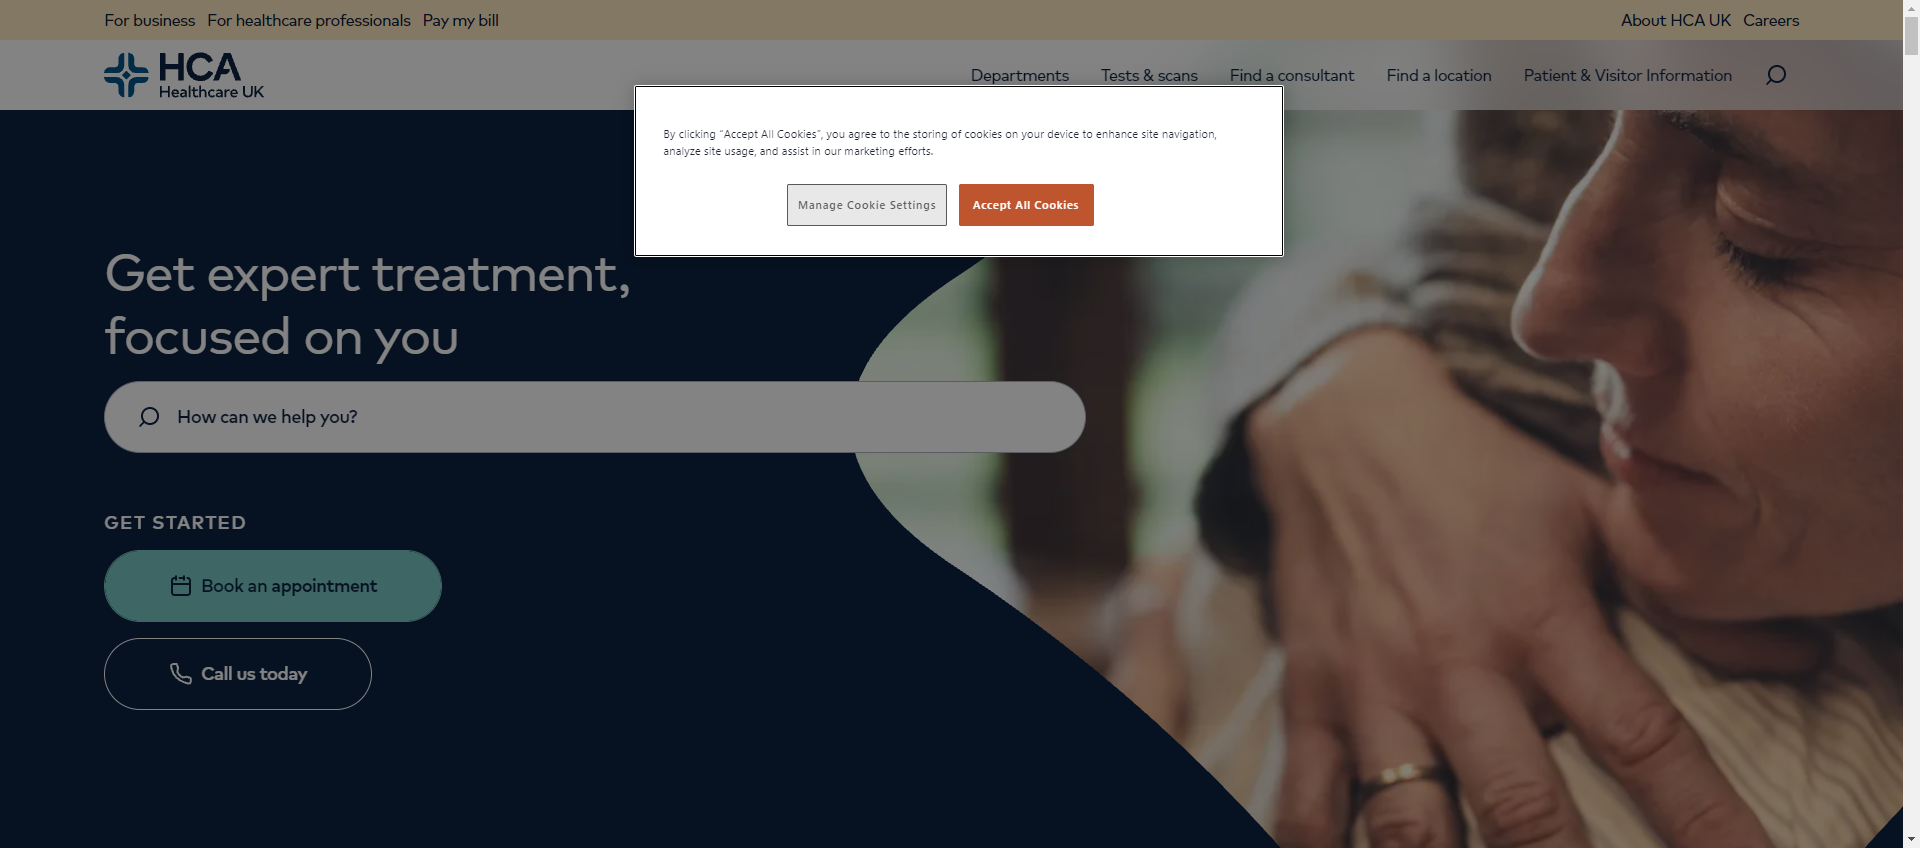 For business For healthcare professionals Pay my bill About HCA UK Careers
HCA
Healthcare UK
Departments Tests & scans Find a consultant Find a location Patient & Visitor Information
By clicking "Accept All Cookies", you agree to the storing of cookies on your device to enhance site navigation,
analyze site usage, and assist in our marketing efforts.
Manage Cookie Settings Accept All Cookies
Get expert treatment,
focused on you
How can we help you?
GET STARTED
Book an appointment
Call us today